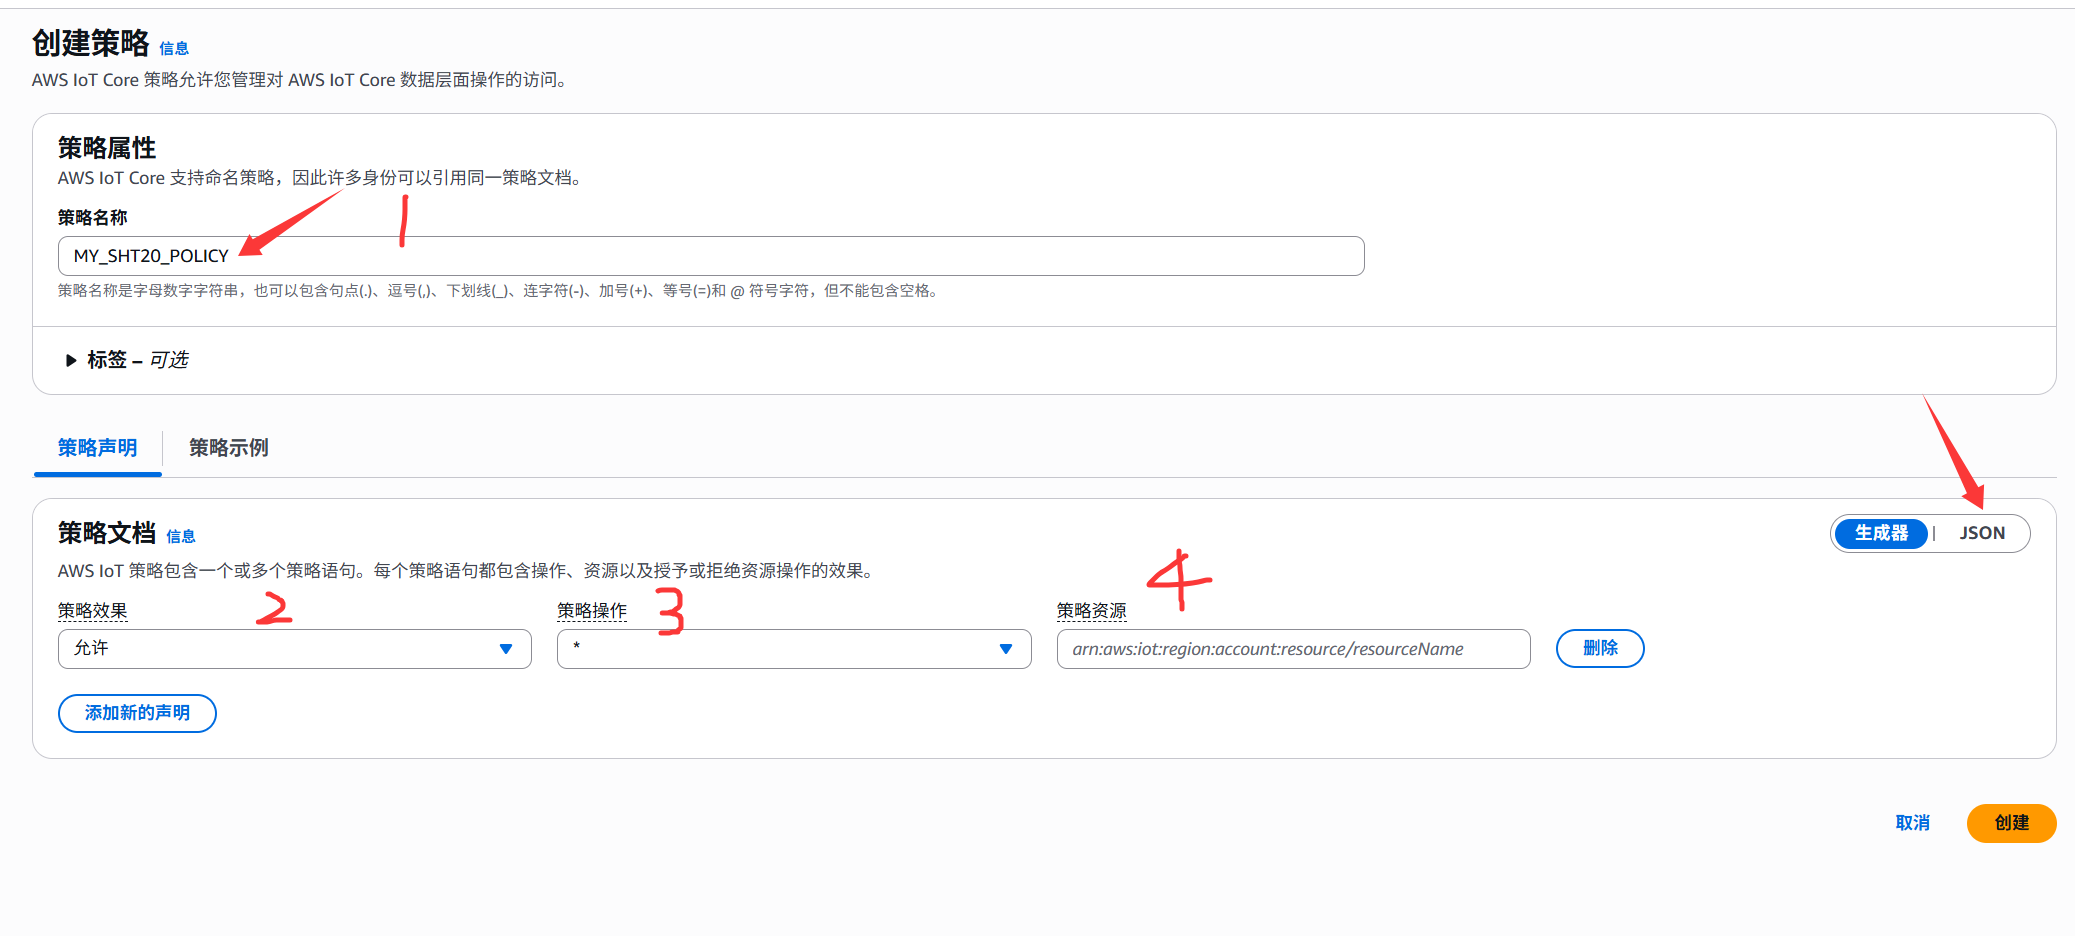 创建策略 信息
AWS IoT Core 策略允许您管理对 AWS IoT Core 数据层面操作的访问。
策略属性
AWS IoT Core 支持命名策略，因此许多身份可以引用同一策略文档。
1
策略名称
MY_SHT20_POLICY
策略名称是字母数字字符串，也可以包含句点(.)、逗号(,)、下划线(_)、连字符(-)、加号(+)、等号(=)和 @ 符号字符，但不能包含空格。
标签 – 可选
策略声明 策略示例
策略文档 信息
生成器 | JSON
AWS IoT 策略包含一个或多个策略语句。每个策略语句都包含操作、资源以及授予或拒绝资源操作的效果。
策略效果 2 策略操作 3 策略资源 4
允许 * arn:aws:iot:region:account:resource/resourceName 删除
添加新的声明
取消 创建